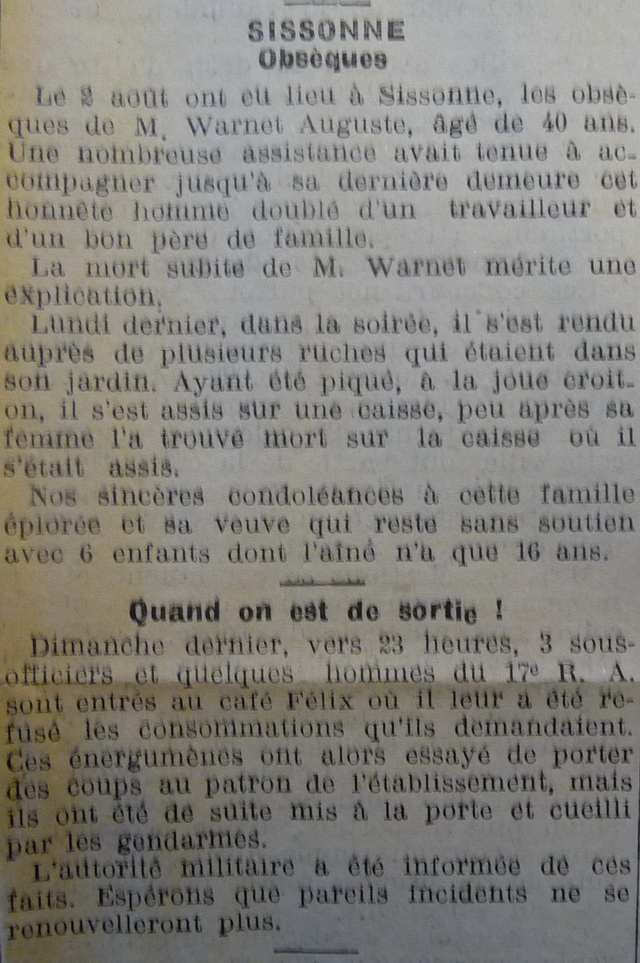 SISSONNE
Obsèques
Le 2 août ont eu lieu à Sissonne, les obsè-
ques de M. Warnet Auguste, âgé de 40 ans.
Une nombreuse assistance avait tenue à ac-
compagner jusqu'à sa dernière demeure cet
honnête homme doublé d'un travailleur et
d'un bon père de famille.
La mort subite de M. Warnet mérite une
explication.
Lundi dernier, dans la soirée, il s'est rendu
auprès de plusieurs ruches qui étaient dans
son jardin. Ayant été piqué, à la joue croit-
on, il s'est assis sur une caisse, peu après sa
femme l'a trouvé mort sur la caisse où il
s'était assis.
Nos sincères condoléances à cette famille
éplorée et sa veuve qui reste sans soutien
avec 6 enfants dont l'aîné n'a que 16 ans.
Quand on est de sortie !
Dimanche dernier, vers 23 heures, 3 sous-
officiers et quelques hommes du 17e R. A.
sont entrés au café Félix où il leur a été re-
fusé les consommations qu'ils demandaient.
Ces énergumènes ont alors essayé de porter
des coups au patron de l'établissement, mais
ils ont été de suite mis à la porte et cueilli
par les gendarmes.
L'autorité militaire a été informée de ces
faits. Espérons que pareils incidents ne se
renouvelleront plus.